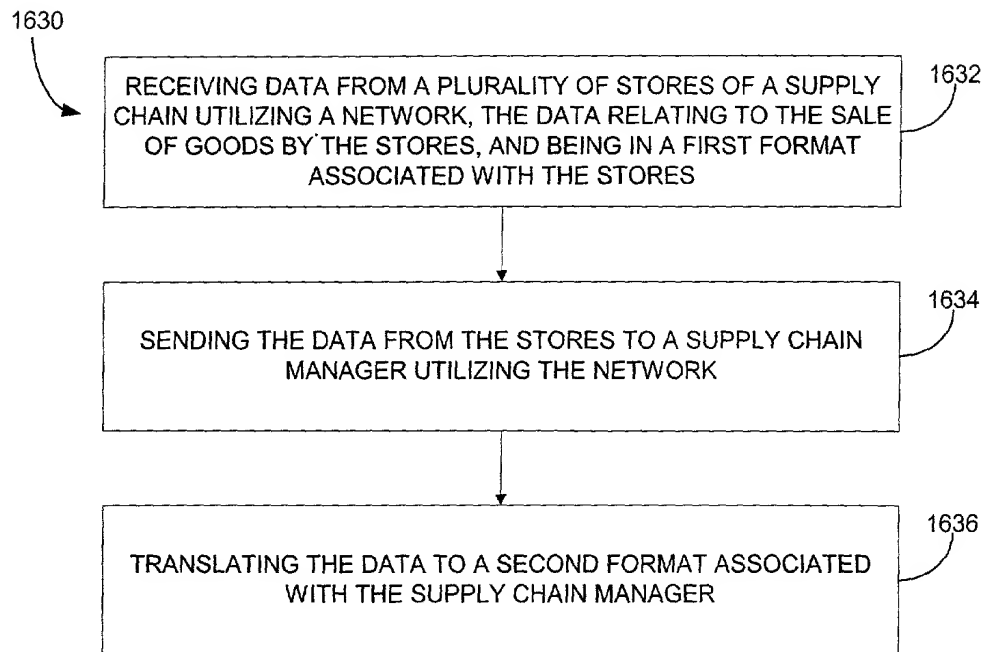 1630
1632
RECEIVING DATA FROM A PLURALITY OF STORES OF A SUPPLY
CHAIN UTILIZING A NETWORK, THE DATA RELATING TO THE SALE
OF GOODS BY THE STORES, AND BEING IN A FIRST FORMAT
ASSOCIATED WITH THE STORES
1634
SENDING THE DATA FROM THE STORES TO A SUPPLY CHAIN
MANAGER UTILIZING THE NETWORK
1636
TRANSLATING THE DATA TO A SECOND FORMAT ASSOCIATED
WITH THE SUPPLY CHAIN MANAGER